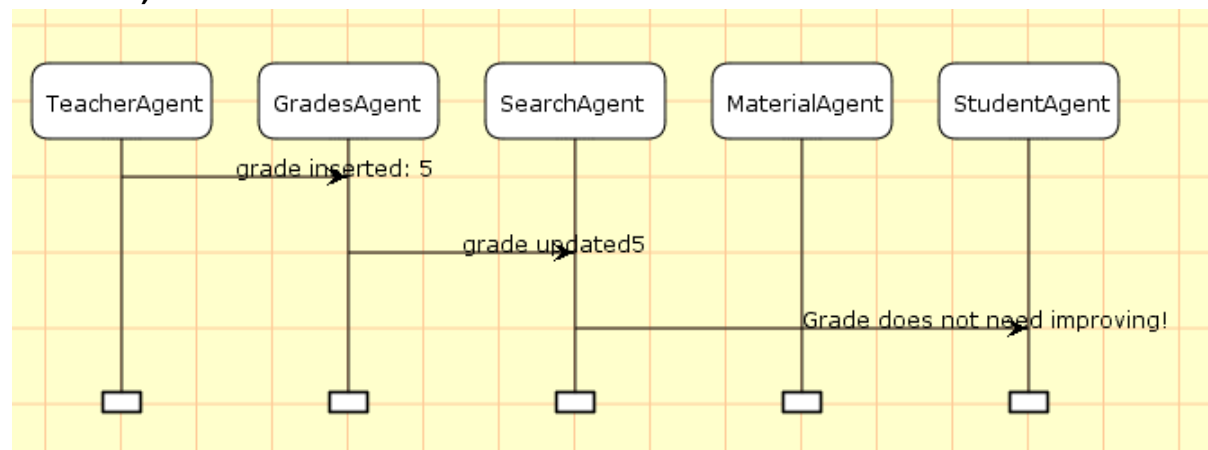 TeacherAgent GradesAgent SearchAgent MaterialAgent StudentAgent
grade inserted: 5
grade updated5
Grade does not need improving!